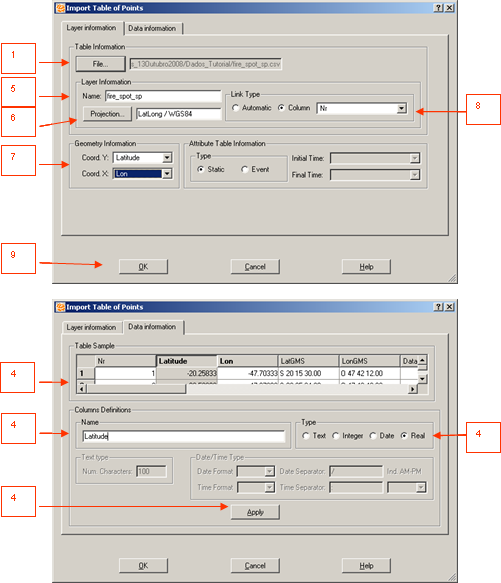 Import Table of Points
Layer information Data information
Table Information
1
File... s_13Outubro2008/Dados_Tutorial/fire_spot_sp.csv
Layer Information
5
Name: fire_spot_sp
Link Type
Automatic Column Nr
8
6
Projection... LatLong / WGS84
Geometry Information
7
Coord. Y: Latitude
Coord. X: Lon
Attribute Table Information
Type
Static Event
Initial Time:
Final Time:
9
OK Cancel Help
Import Table of Points
Layer information Data information
Table Sample
Nr Latitude Lon LatGMS LonGMS Data
1 1 -20.25833 -47.70333 S 20 15 30.00 O 47 42 12.00
4
Columns Definitions
4
Name
Latitude
Type
Text Integer Date Real
4
Text type
Num. Characters: 100
Date/Time Type
Date Format: Date Separator: / Ind. AM-PM
Time Format: Time Separator:
4
Apply
OK Cancel Help